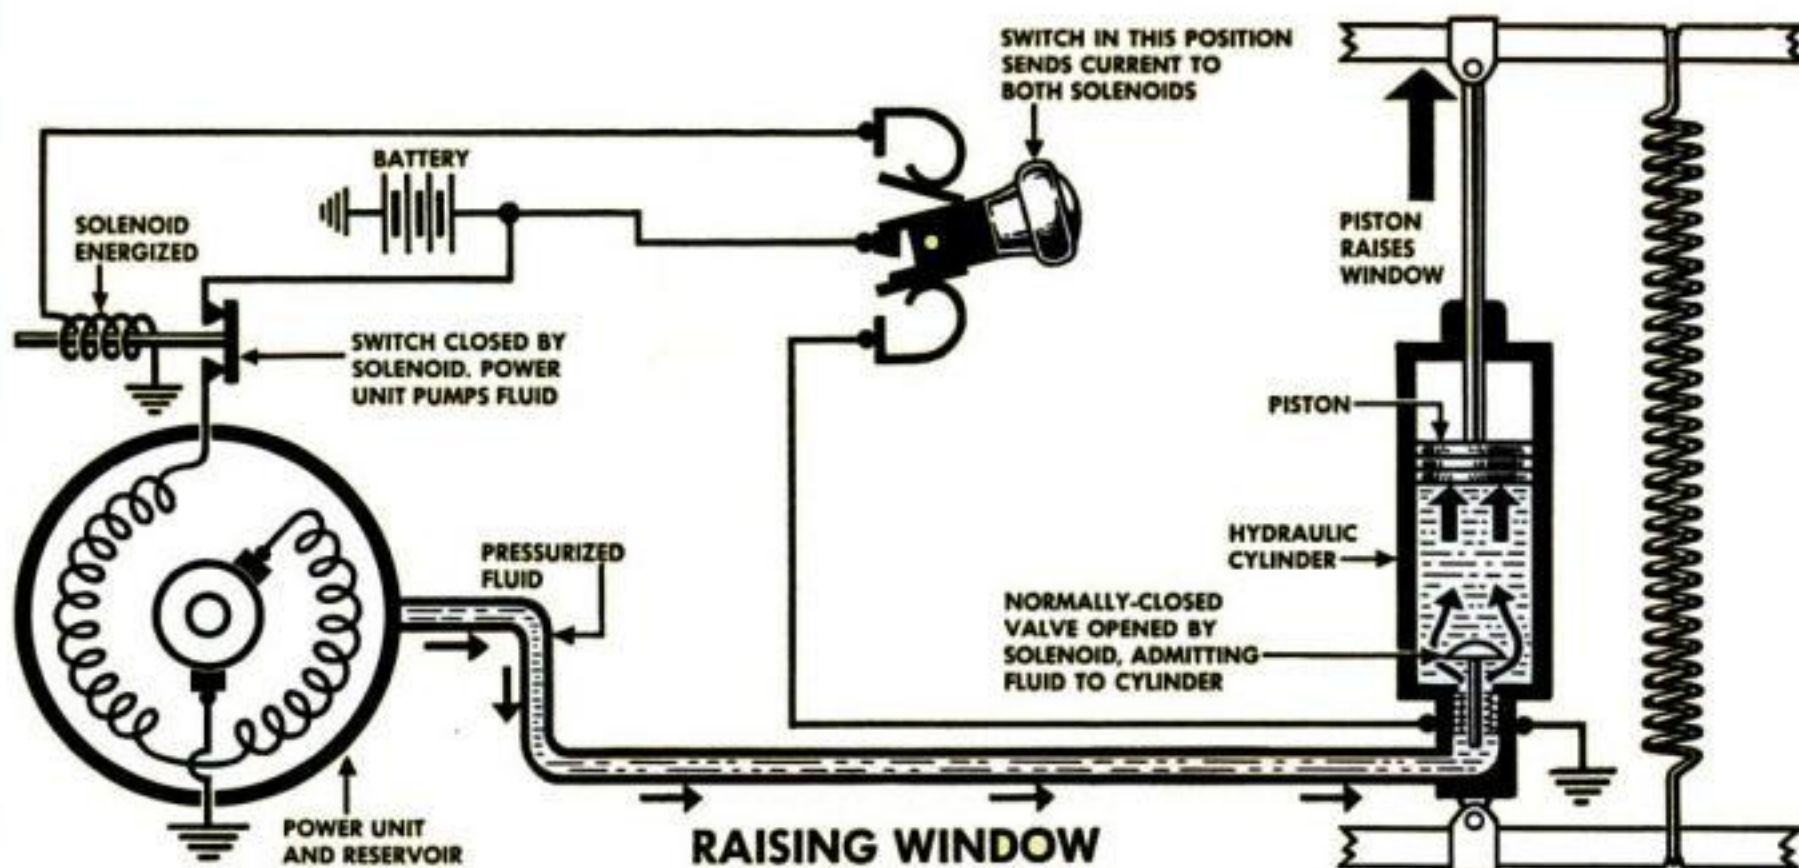 SWITCH IN THIS POSITION
SENDS CURRENT TO
BOTH SOLENOIDS
BATTERY
SOLENOID
ENERGIZED
PISTON
RAISES
WINDOW
SWITCH CLOSED BY
SOLENOID. POWER
UNIT PUMPS FLUID
PISTON
HYDRAULIC
CYLINDER
PRESSURIZED
FLUID
NORMALLY-CLOSED
VALVE OPENED BY
SOLENOID, ADMITTING
FLUID TO CYLINDER
POWER UNIT
AND RESERVOIR
RAISING WINDOW